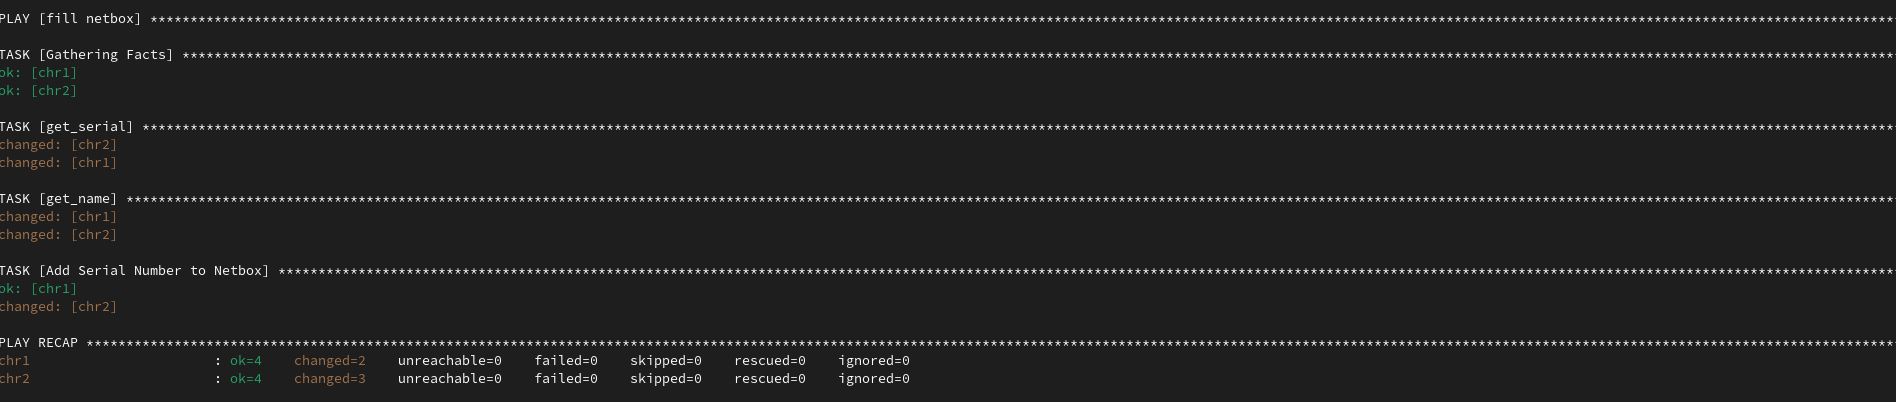 PLAY [fill netbox] ****************************************************************************************************************************************************************************************************************************
TASK [Gathering Facts] ************************************************************************************************************************************************************************************************************************
ok: [chr1]
ok: [chr2]
TASK [get_serial] *****************************************************************************************************************************************************************************************************************************
changed: [chr2]
changed: [chr1]
TASK [get_name] *******************************************************************************************************************************************************************************************************************************
changed: [chr1]
changed: [chr2]
TASK [Add Serial Number to Netbox] ************************************************************************************************************************************************************************************************************
ok: [chr1]
changed: [chr2]
PLAY RECAP ************************************************************************************************************************************************************************************************************************************
chr1 : ok=4 changed=2 unreachable=0 failed=0 skipped=0 rescued=0 ignored=0
chr2 : ok=4 changed=3 unreachable=0 failed=0 skipped=0 rescued=0 ignored=0